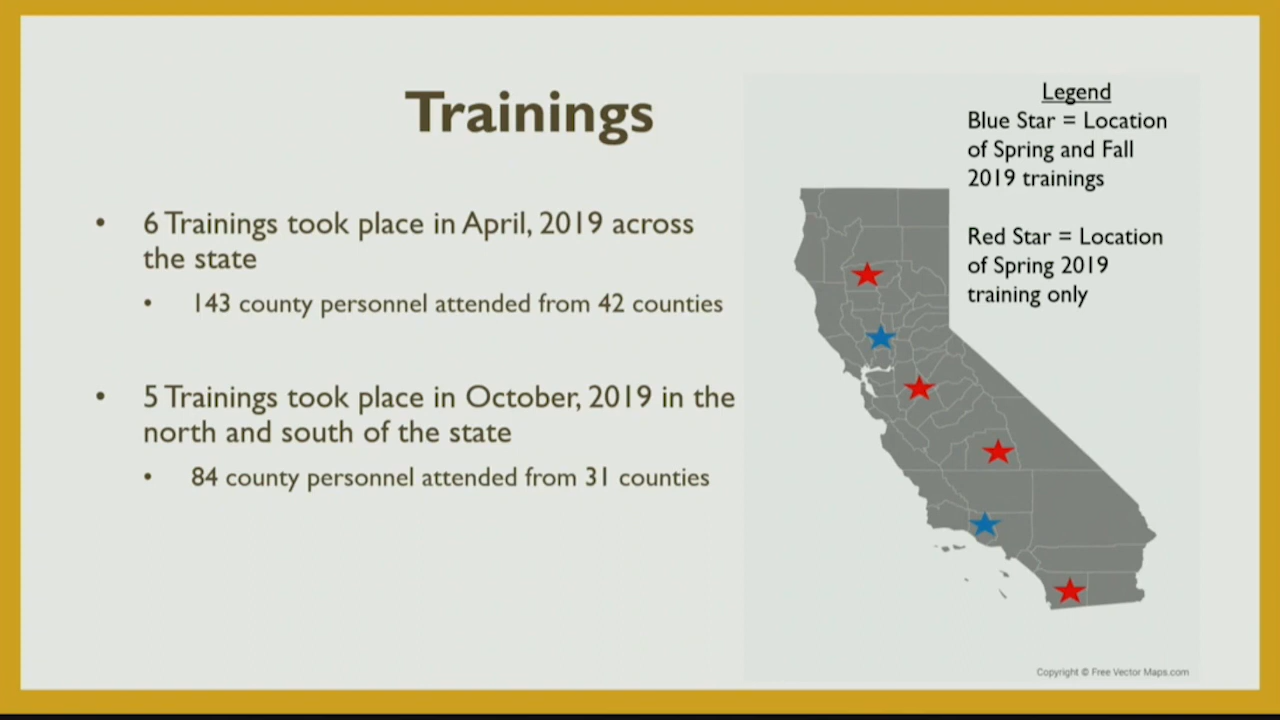 Trainings
• 6 Trainings took place in April, 2019 across
the state
• 143 county personnel attended from 42 counties
• 5 Trainings took place in October, 2019 in the
north and south of the state
• 84 county personnel attended from 31 counties
Legend
Blue Star = Location
of Spring and Fall
2019 trainings
Red Star = Location
of Spring 2019
training only
Copyright © Free Vector Maps.com